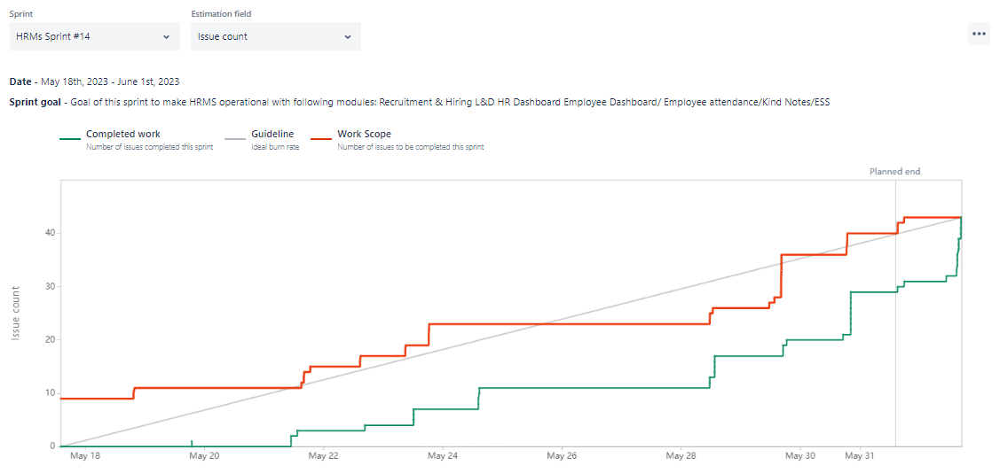 Sprint Estimation field
HRMs Sprint #14 Issue count
Date - May 18th, 2023 - June 1st, 2023
Sprint goal - Goal of this sprint to make HRMS operational with following modules: Recruitment & Hiring L&D HR Dashboard Employee Dashboard/ Employee attendance/Kind Notes/ESS
Completed work Guideline Work Scope
Number of issues completed this sprint Ideal burn rate Number of issues to be completed this sprint
Planned end
40
30
20
10
0
Issue count
May 18 May 20 May 22 May 24 May 26 May 28 May 30 May 31